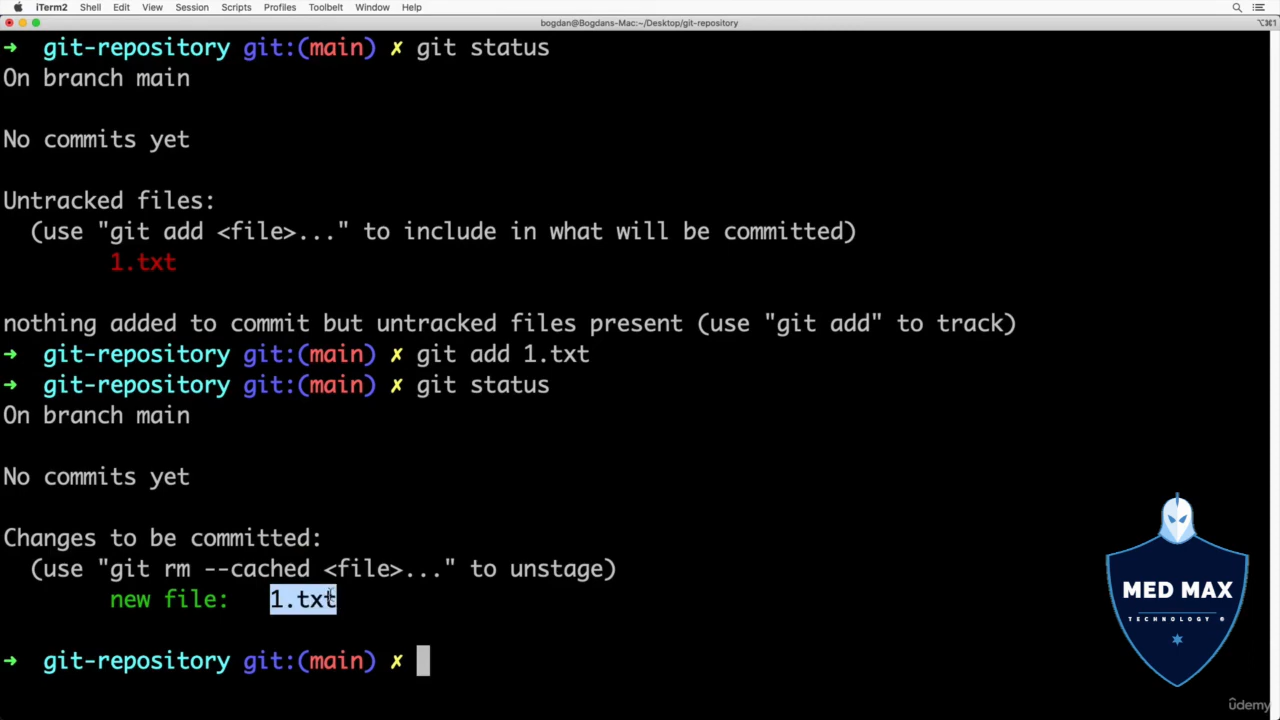 iTerm2 Shell Edit View Session Scripts Profiles Toolbelt Window Help
bogdan@Bogdans-Mac:~/Desktop/git-repository
⌥⌘1
➜ git-repository git:(main) ✗ git status
On branch main
No commits yet
Untracked files:
(use "git add <file>..." to include in what will be committed)
1.txt
nothing added to commit but untracked files present (use "git add" to track)
➜ git-repository git:(main) ✗ git add 1.txt
➜ git-repository git:(main) ✗ git status
On branch main
No commits yet
Changes to be committed:
(use "git rm --cached <file>..." to unstage)
new file: 1.txt
➜ git-repository git:(main) ✗
MED MAX
TECHNOLOGY ®
ûdemy